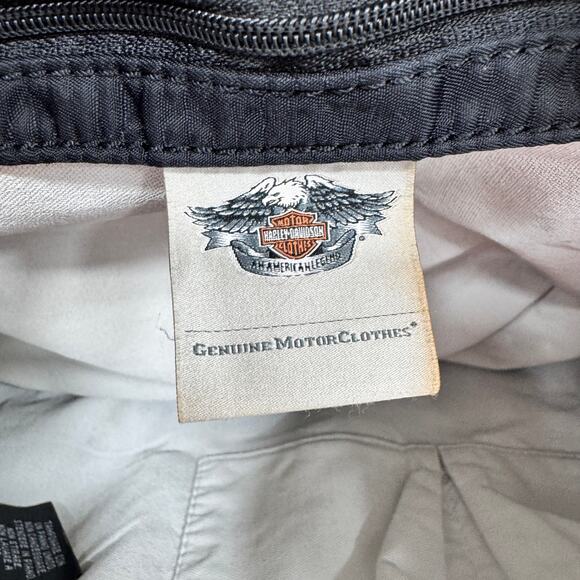 MOTOR
HARLEY-DAVIDSON
CLOTHES
®
AN AMERICAN LEGEND
GENUINE MOTORCLOTHES®